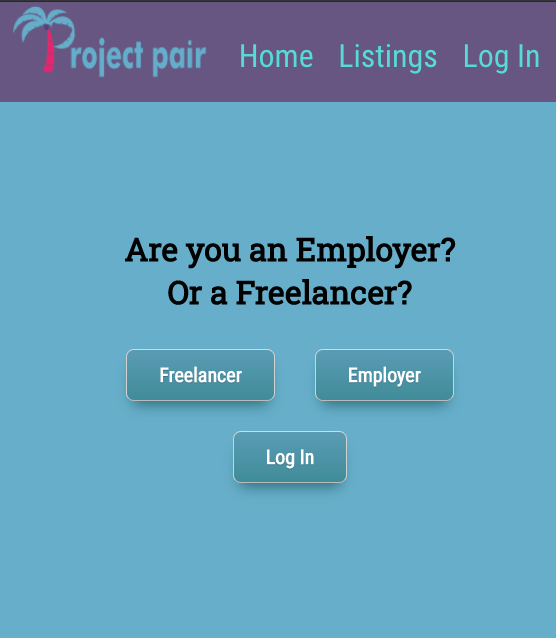 Project pair
Home Listings Log In
Are you an Employer?
Or a Freelancer?
Freelancer Employer
Log In